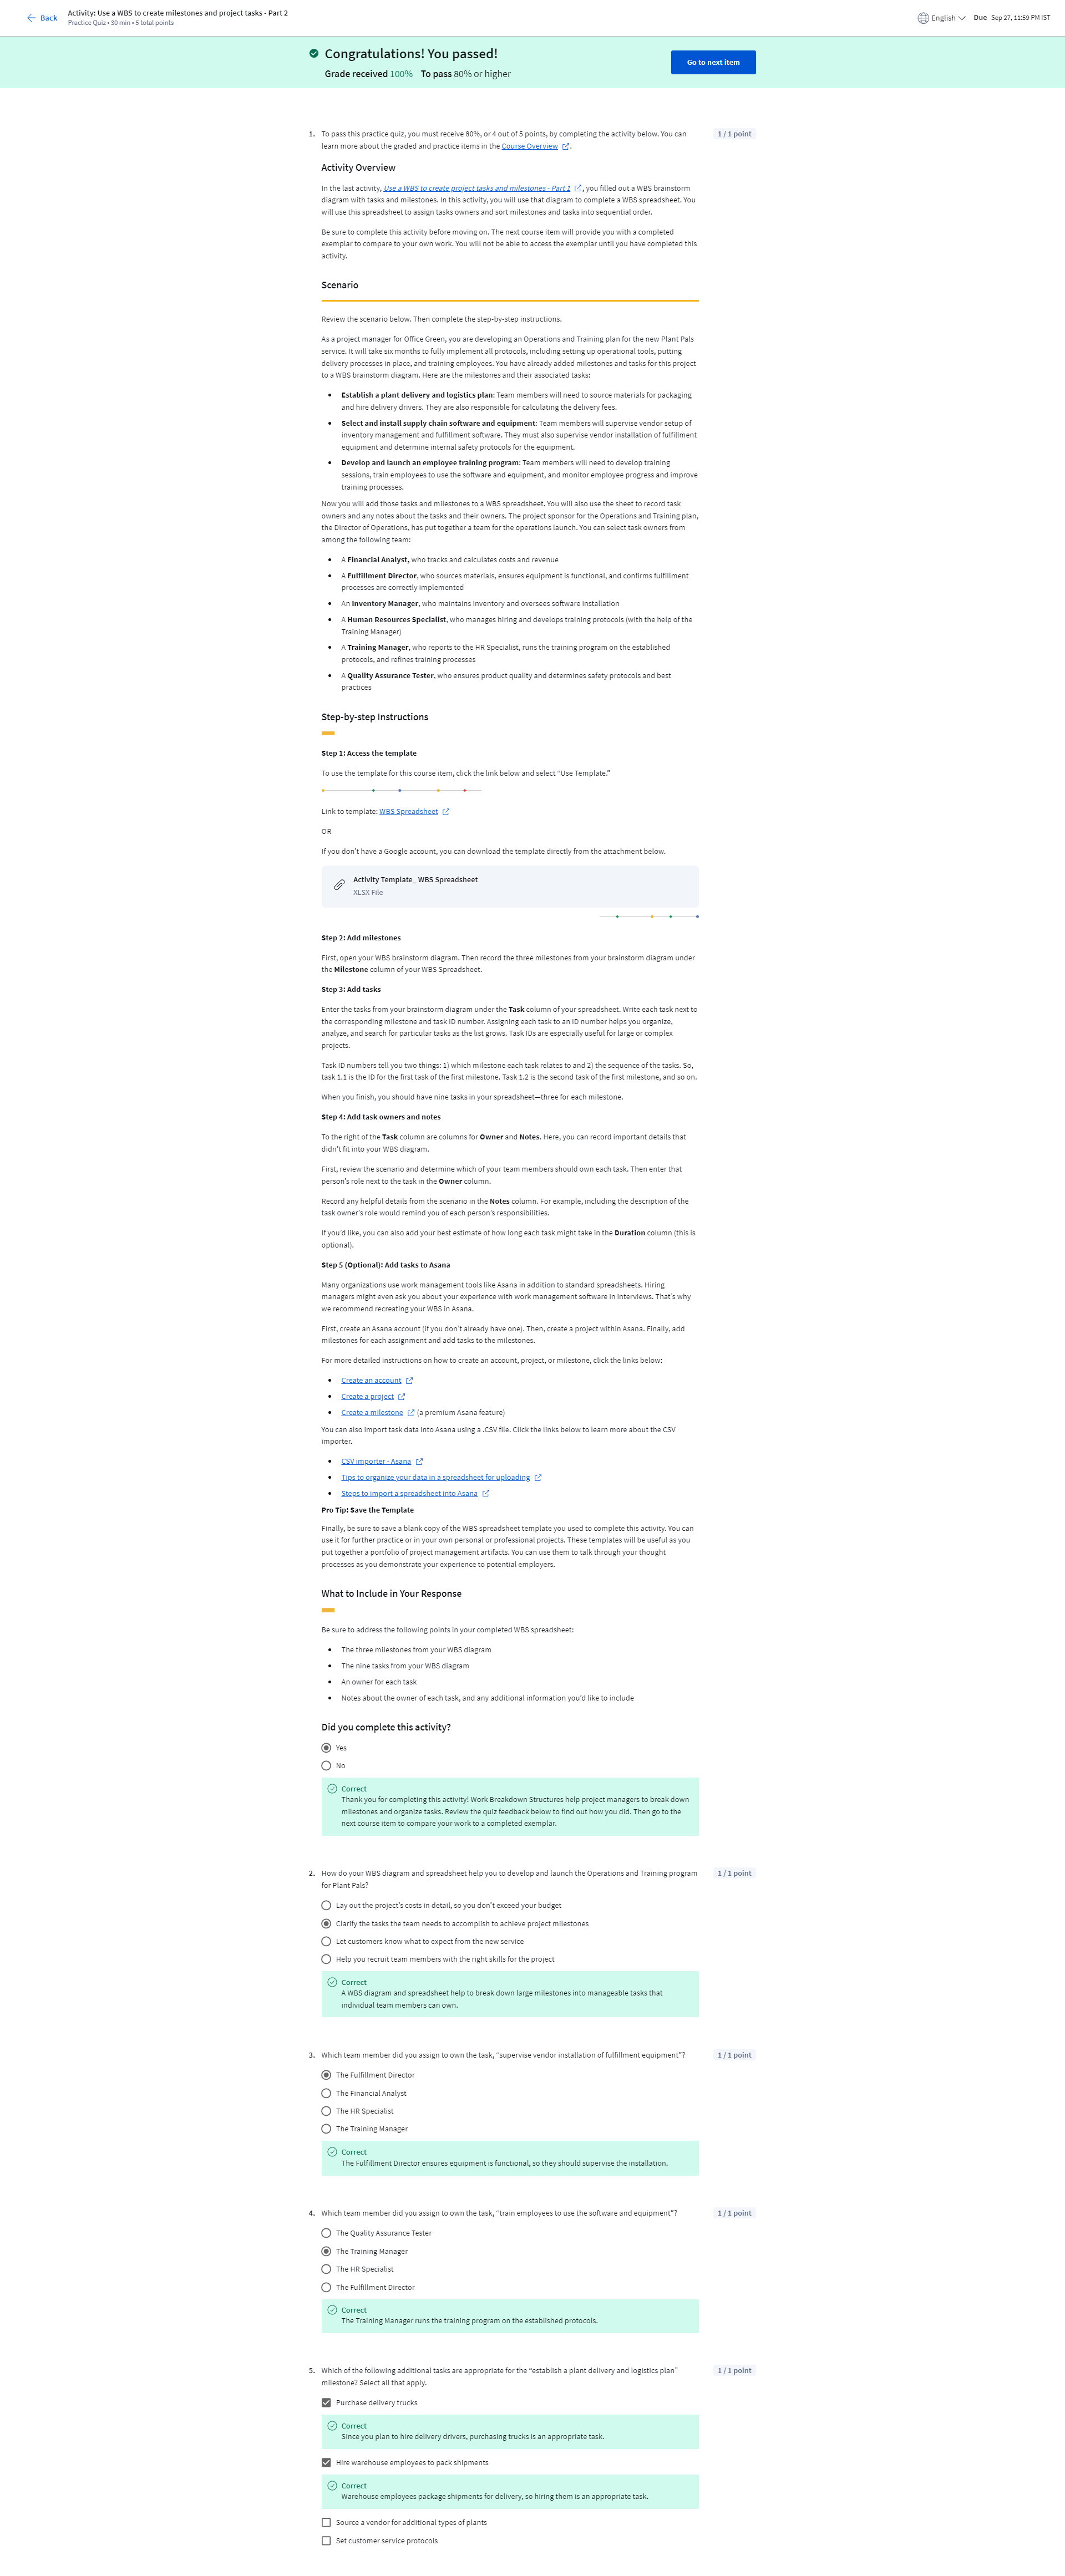 Back
Activity: Use a WBS to create milestones and project tasks - Part 2
Practice Quiz • 30 min • 5 total points
English
Due Sep 27, 11:59 PM IST
Congratulations! You passed!
Grade received 100% To pass 80% or higher
Go to next item
1. To pass this practice quiz, you must receive 80%, or 4 out of 5 points, by completing the activity below. You can
learn more about the graded and practice items in the Course Overview .
1 / 1 point
Activity Overview
In the last activity, Use a WBS to create project tasks and milestones - Part 1 , you filled out a WBS brainstorm
diagram with tasks and milestones. In this activity, you will use that diagram to complete a WBS spreadsheet. You
will use this spreadsheet to assign tasks owners and sort milestones and tasks into sequential order.
Be sure to complete this activity before moving on. The next course item will provide you with a completed
exemplar to compare to your own work. You will not be able to access the exemplar until you have completed this
activity.
Scenario
Review the scenario below. Then complete the step-by-step instructions.
As a project manager for Office Green, you are developing an Operations and Training plan for the new Plant Pals
service. It will take six months to fully implement all protocols, including setting up operational tools, putting
delivery processes in place, and training employees. You have already added milestones and tasks for this project
to a WBS brainstorm diagram. Here are the milestones and their associated tasks:
• Establish a plant delivery and logistics plan: Team members will need to source materials for packaging
and hire delivery drivers. They are also responsible for calculating the delivery fees.
• Select and install supply chain software and equipment: Team members will supervise vendor setup of
inventory management and fulfillment software. They must also supervise vendor installation of fulfillment
equipment and determine internal safety protocols for the equipment.
• Develop and launch an employee training program: Team members will need to develop training
sessions, train employees to use the software and equipment, and monitor employee progress and improve
training processes.
Now you will add those tasks and milestones to a WBS spreadsheet. You will also use the sheet to record task
owners and any notes about the tasks and their owners. The project sponsor for the Operations and Training plan,
the Director of Operations, has put together a team for the operations launch. You can select task owners from
among the following team:
• A Financial Analyst, who tracks and calculates costs and revenue
• A Fulfillment Director, who sources materials, ensures equipment is functional, and confirms fulfillment
processes are correctly implemented
• An Inventory Manager, who maintains inventory and oversees software installation
• A Human Resources Specialist, who manages hiring and develops training protocols (with the help of the
Training Manager)
• A Training Manager, who reports to the HR Specialist, runs the training program on the established
protocols, and refines training processes
• A Quality Assurance Tester, who ensures product quality and determines safety protocols and best
practices
Step-by-step Instructions
Step 1: Access the template
To use the template for this course item, click the link below and select “Use Template.”
Link to template: WBS Spreadsheet
OR
If you don’t have a Google account, you can download the template directly from the attachment below.
Activity Template_ WBS Spreadsheet
XLSX File
Step 2: Add milestones
First, open your WBS brainstorm diagram. Then record the three milestones from your brainstorm diagram under
the Milestone column of your WBS Spreadsheet.
Step 3: Add tasks
Enter the tasks from your brainstorm diagram under the Task column of your spreadsheet. Write each task next to
the corresponding milestone and task ID number. Assigning each task to an ID number helps you organize,
analyze, and search for particular tasks as the list grows. Task IDs are especially useful for large or complex
projects.
Task ID numbers tell you two things: 1) which milestone each task relates to and 2) the sequence of the tasks. So,
task 1.1 is the ID for the first task of the first milestone. Task 1.2 is the second task of the first milestone, and so on.
When you finish, you should have nine tasks in your spreadsheet—three for each milestone.
Step 4: Add task owners and notes
To the right of the Task column are columns for Owner and Notes. Here, you can record important details that
didn’t fit into your WBS diagram.
First, review the scenario and determine which of your team members should own each task. Then enter that
person’s role next to the task in the Owner column.
Record any helpful details from the scenario in the Notes column. For example, including the description of the
task owner’s role would remind you of each person’s responsibilities.
If you’d like, you can also add your best estimate of how long each task might take in the Duration column (this is
optional).
Step 5 (Optional): Add tasks to Asana
Many organizations use work management tools like Asana in addition to standard spreadsheets. Hiring
managers might even ask you about your experience with work management software in interviews. That’s why
we recommend recreating your WBS in Asana.
First, create an Asana account (if you don’t already have one). Then, create a project within Asana. Finally, add
milestones for each assignment and add tasks to the milestones.
For more detailed instructions on how to create an account, project, or milestone, click the links below:
• Create an account
• Create a project
• Create a milestone (a premium Asana feature)
You can also import task data into Asana using a .CSV file. Click the links below to learn more about the CSV
importer.
• CSV importer - Asana
• Tips to organize your data in a spreadsheet for uploading
• Steps to import a spreadsheet into Asana
Pro Tip: Save the Template
Finally, be sure to save a blank copy of the WBS spreadsheet template you used to complete this activity. You can
use it for further practice or in your own personal or professional projects. These templates will be useful as you
put together a portfolio of project management artifacts. You can use them to talk through your thought
processes as you demonstrate your experience to potential employers.
What to Include in Your Response
Be sure to address the following points in your completed WBS spreadsheet:
• The three milestones from your WBS diagram
• The nine tasks from your WBS diagram
• An owner for each task
• Notes about the owner of each task, and any additional information you’d like to include
Did you complete this activity?
Yes
No
Correct
Thank you for completing this activity! Work Breakdown Structures help project managers to break down
milestones and organize tasks. Review the quiz feedback below to find out how you did. Then go to the
next course item to compare your work to a completed exemplar.
2. How do your WBS diagram and spreadsheet help you to develop and launch the Operations and Training program
for Plant Pals?
1 / 1 point
Lay out the project’s costs in detail, so you don’t exceed your budget
Clarify the tasks the team needs to accomplish to achieve project milestones
Let customers know what to expect from the new service
Help you recruit team members with the right skills for the project
Correct
A WBS diagram and spreadsheet help to break down large milestones into manageable tasks that
individual team members can own.
3. Which team member did you assign to own the task, “supervise vendor installation of fulfillment equipment”?
1 / 1 point
The Fulfillment Director
The Financial Analyst
The HR Specialist
The Training Manager
Correct
The Fulfillment Director ensures equipment is functional, so they should supervise the installation.
4. Which team member did you assign to own the task, “train employees to use the software and equipment”?
1 / 1 point
The Quality Assurance Tester
The Training Manager
The HR Specialist
The Fulfillment Director
Correct
The Training Manager runs the training program on the established protocols.
5. Which of the following additional tasks are appropriate for the “establish a plant delivery and logistics plan”
milestone? Select all that apply.
1 / 1 point
Purchase delivery trucks
Correct
Since you plan to hire delivery drivers, purchasing trucks is an appropriate task.
Hire warehouse employees to pack shipments
Correct
Warehouse employees package shipments for delivery, so hiring them is an appropriate task.
Source a vendor for additional types of plants
Set customer service protocols